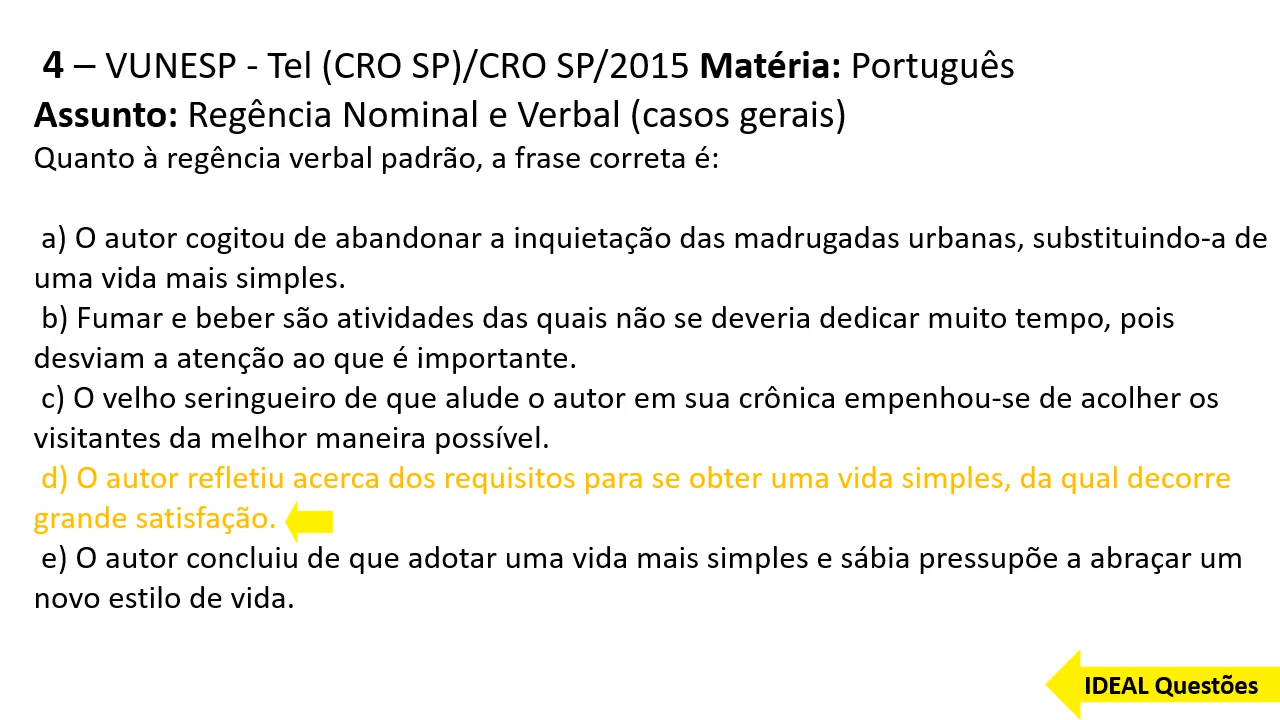 4 – VUNESP - Tel (CRO SP)/CRO SP/2015 Matéria: Português
Assunto: Regência Nominal e Verbal (casos gerais)
Quanto à regência verbal padrão, a frase correta é:
a) O autor cogitou de abandonar a inquietação das madrugadas urbanas, substituindo-a de
uma vida mais simples.
b) Fumar e beber são atividades das quais não se deveria dedicar muito tempo, pois
desviam a atenção ao que é importante.
c) O velho seringueiro de que alude o autor em sua crônica empenhou-se de acolher os
visitantes da melhor maneira possível.
d) O autor refletiu acerca dos requisitos para se obter uma vida simples, da qual decorre
grande satisfação.
e) O autor concluiu de que adotar uma vida mais simples e sábia pressupõe a abraçar um
novo estilo de vida.
IDEAL Questões